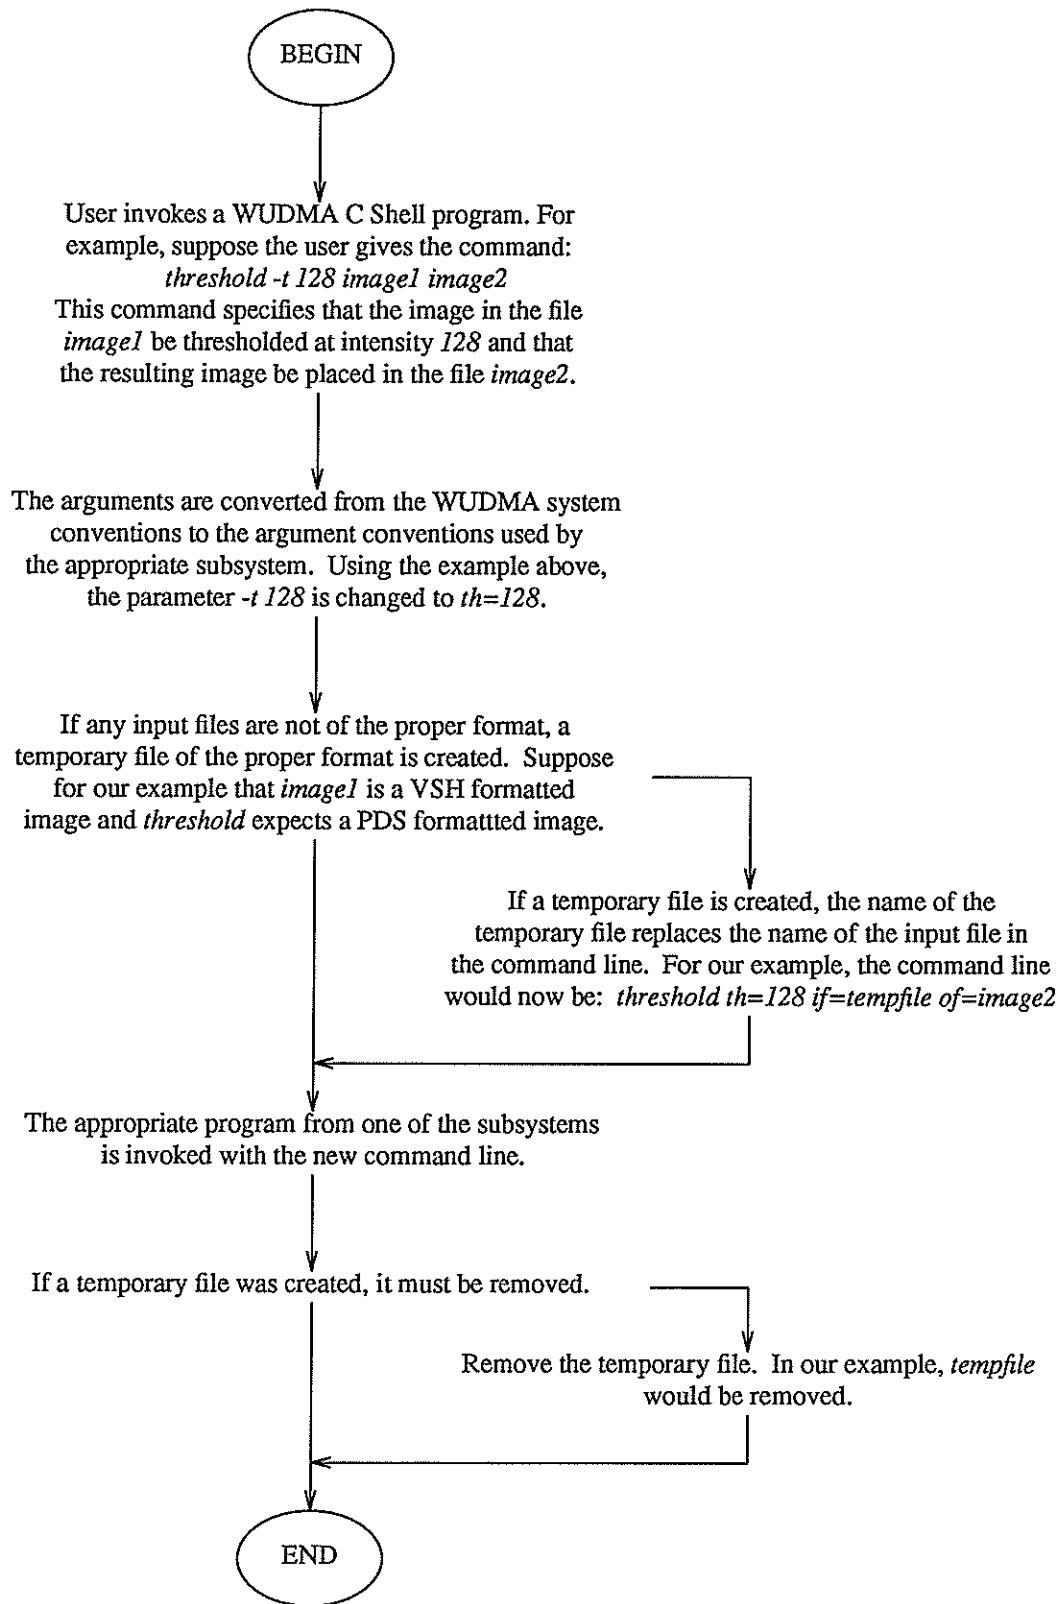 BEGIN
User invokes a WUDMA C Shell program. For
example, suppose the user gives the command:
threshold -t 128 image1 image2
This command specifies that the image in the file
image1 be thresholded at intensity 128 and that
the resulting image be placed in the file image2.
The arguments are converted from the WUDMA system
conventions to the argument conventions used by
the appropriate subsystem. Using the example above,
the parameter -t 128 is changed to th=128.
If any input files are not of the proper format, a
temporary file of the proper format is created. Suppose
for our example that image1 is a VSH formatted
image and threshold expects a PDS formattted image.
If a temporary file is created, the name of the
temporary file replaces the name of the input file in
the command line. For our example, the command line
would now be: threshold th=128 if=tempfile of=image2
The appropriate program from one of the subsystems
is invoked with the new command line.
If a temporary file was created, it must be removed.
Remove the temporary file. In our example, tempfile
would be removed.
END